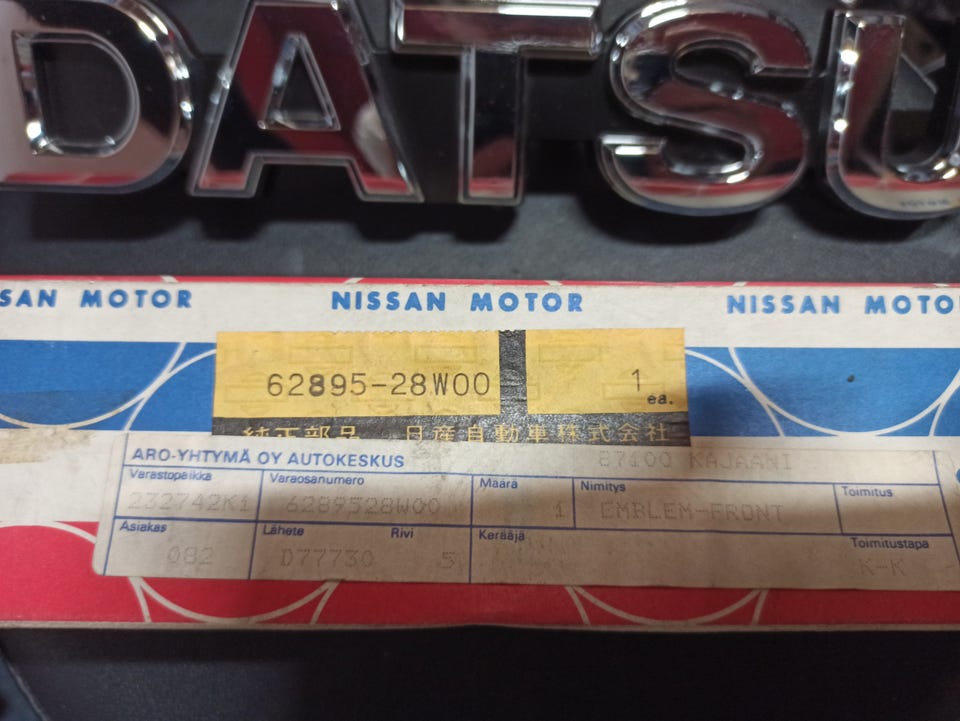 DATSU
SAN MOTOR NISSAN MOTOR NISSAN MOTO
62895-28W00 1
ea.
純正部品 日産自動車株式会社
ARO-YHTYMÄ OY AUTOKESKUS 87100 KAJAANI
Varastopaikka Varaosanumero Määrä Nimitys Toimitus
232742K1 6289528W00 1 EMBLEM-FRONT
Asiakas Lähete Rivi Kerääjä Toimitustapa
082 D77730 5 K-K